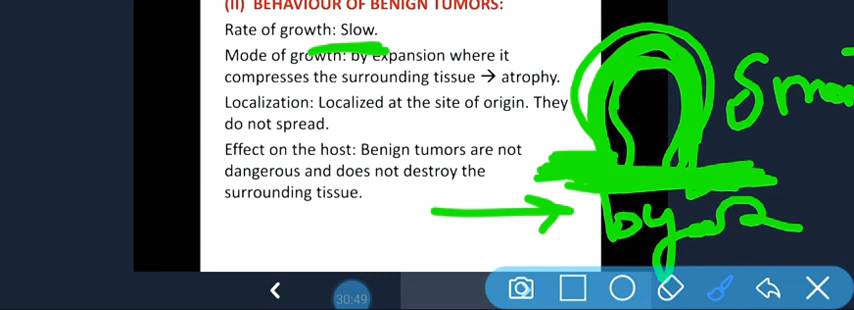 (II) BEHAVIOUR OF BENIGN TUMORS:
Rate of growth: Slow.
Mode of growth: by expansion where it
compresses the surrounding tissue → atrophy.
Localization: Localized at the site of origin. They
do not spread.
Effect on the host: Benign tumors are not
dangerous and does not destroy the
surrounding tissue.
by
30:49